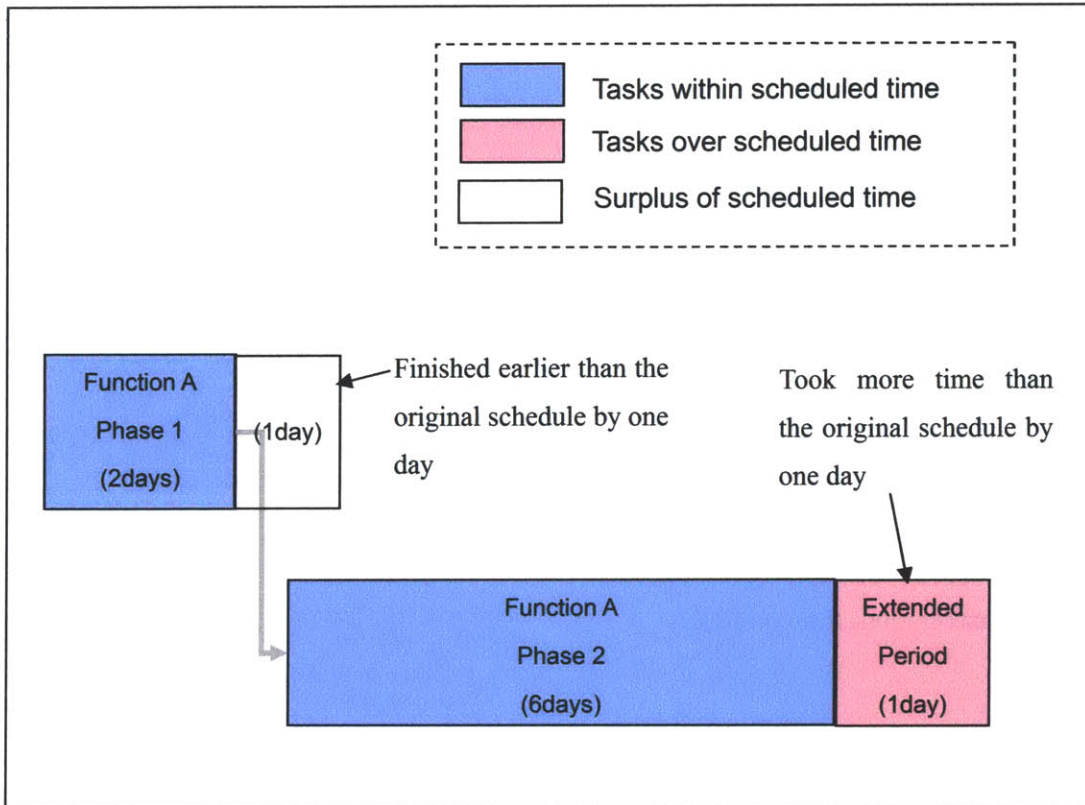 Tasks within scheduled time
Tasks over scheduled time
Surplus of scheduled time
Function A
Phase 1
(2days)
(1day)
Finished earlier than the
original schedule by one
day
Took more time than
the original schedule by
one day
Function A
Phase 2
(6days)
Extended
Period
(1day)